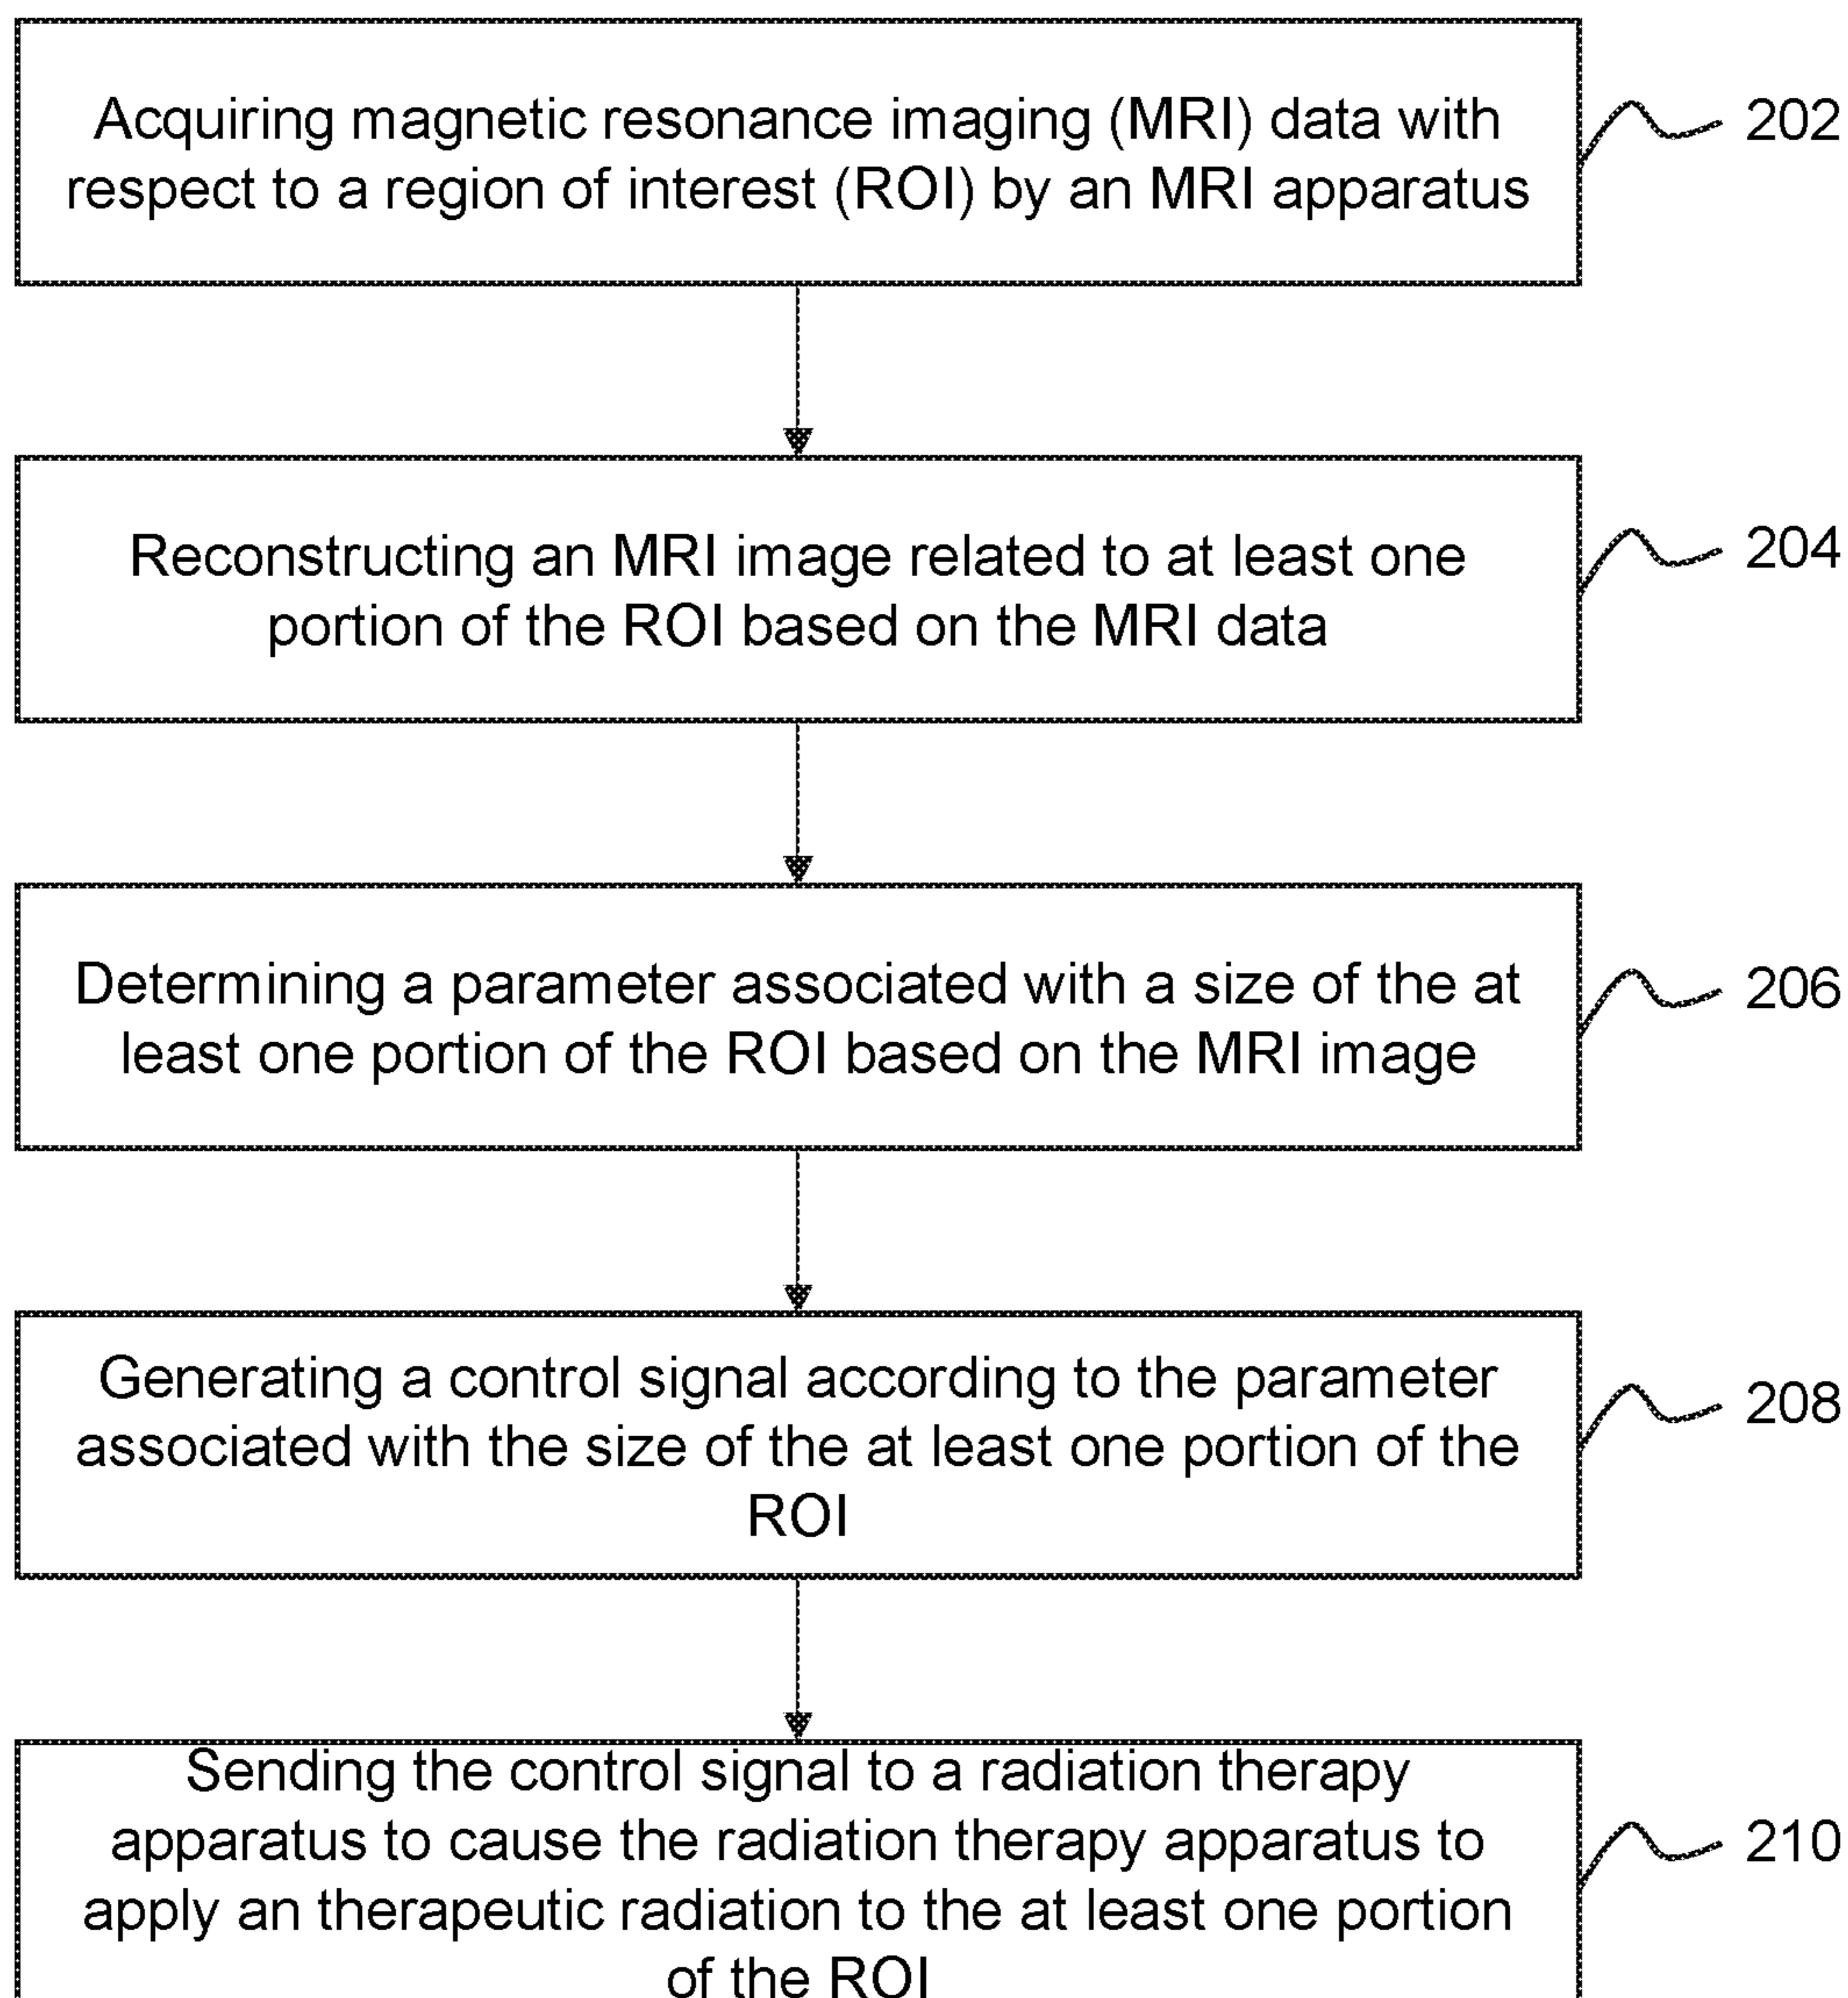 Acquiring magnetic resonance imaging (MRI) data with
respect to a region of interest (ROI) by an MRI apparatus
202
Reconstructing an MRI image related to at least one
portion of the ROI based on the MRI data
204
Determining a parameter associated with a size of the at
least one portion of the ROI based on the MRI image
206
Generating a control signal according to the parameter
associated with the size of the at least one portion of the
ROI
208
Sending the control signal to a radiation therapy
apparatus to cause the radiation therapy apparatus to
apply an therapeutic radiation to the at least one portion
of the ROI
210